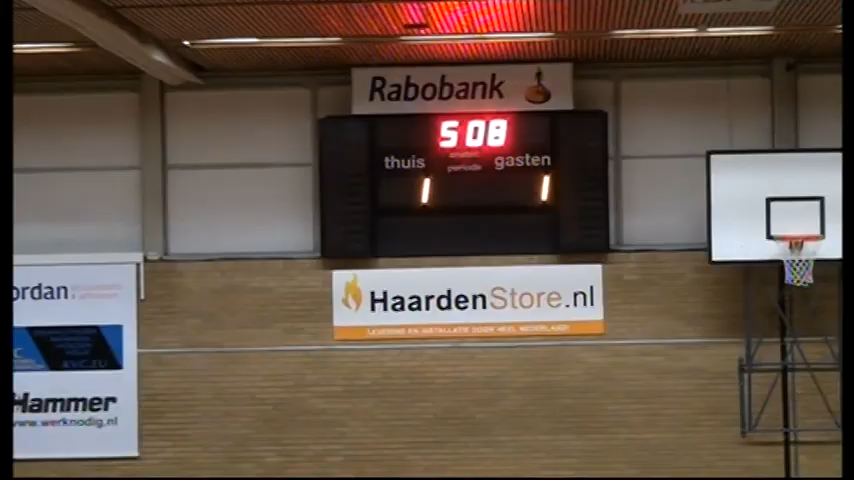 Rabobank
5 08
thuis
gasten
periode
1
1
HaardenStore.nl
LEVERING EN INSTALLATIE DOOR HEEL NEDERLAND!
ordan
Hammer
www.werknodig.nl